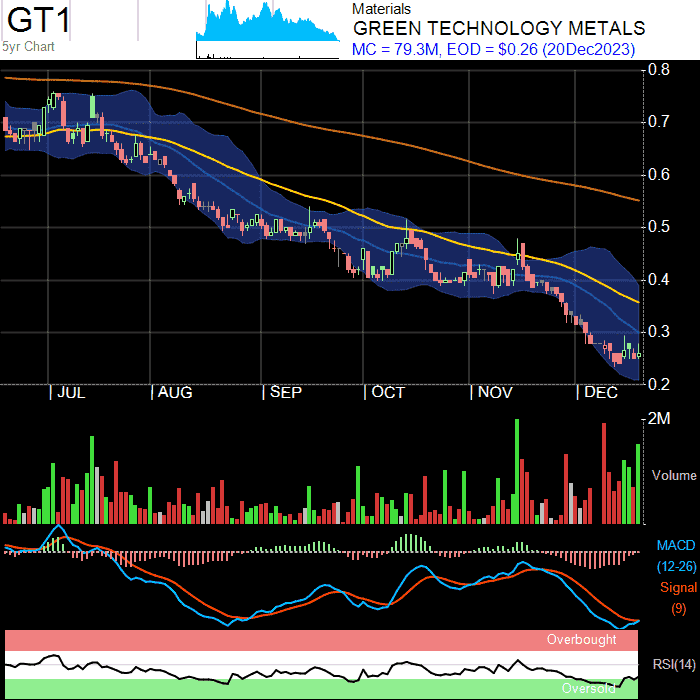 GT1
5yr Chart
Materials
GREEN TECHNOLOGY METALS
MC = 79.3M, EOD = $0.26 (20Dec2023)
0.8
0.7
0.6
0.5
0.4
0.3
0.2
JUL AUG SEP OCT NOV DEC
2M
Volume
MACD
(12-26)
Signal
(9)
Overbought
RSI(14)
Oversold